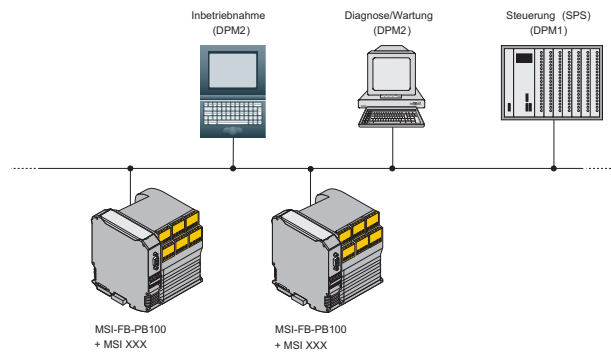 Inbetriebnahme
(DPM2)
Diagnose/Wartung
(DPM2)
Steuerung (SPS)
(DPM1)
MSI-FB-PB100
+ MSI XXX
MSI-FB-PB100
+ MSI XXX